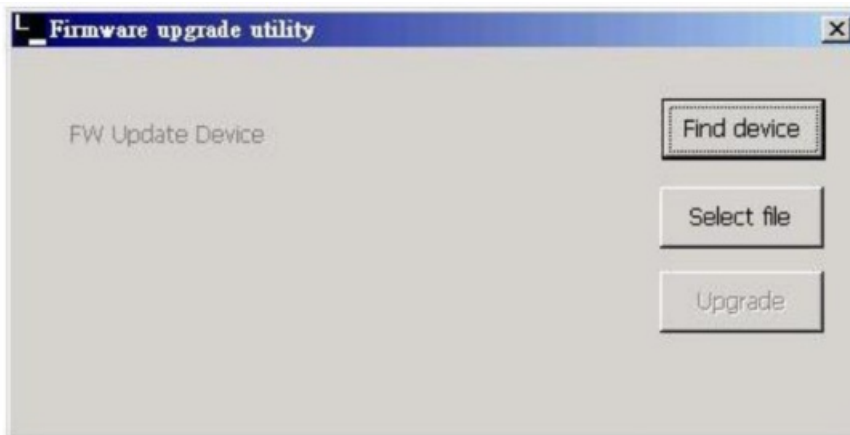 Firmware upgrade utility
FW Update Device
Find device
Select file
Upgrade